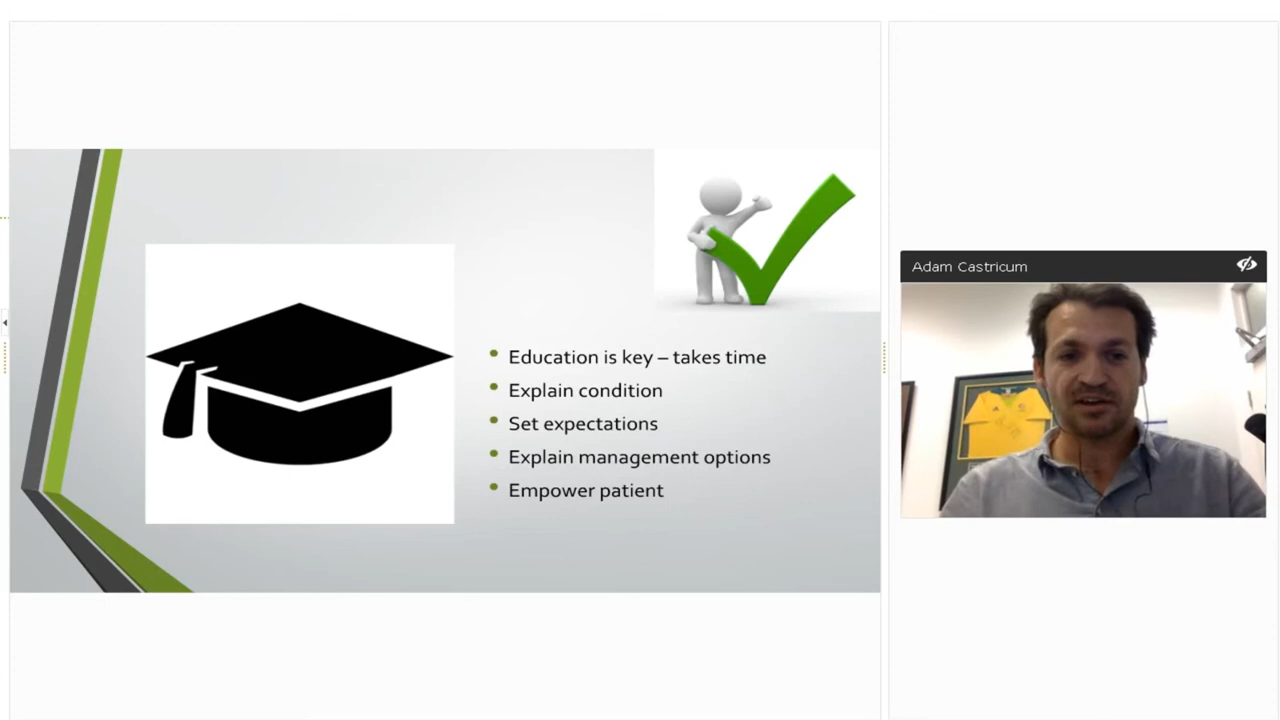 Education is key – takes time
Explain condition
Set expectations
Explain management options
Empower patient
Adam Castricum